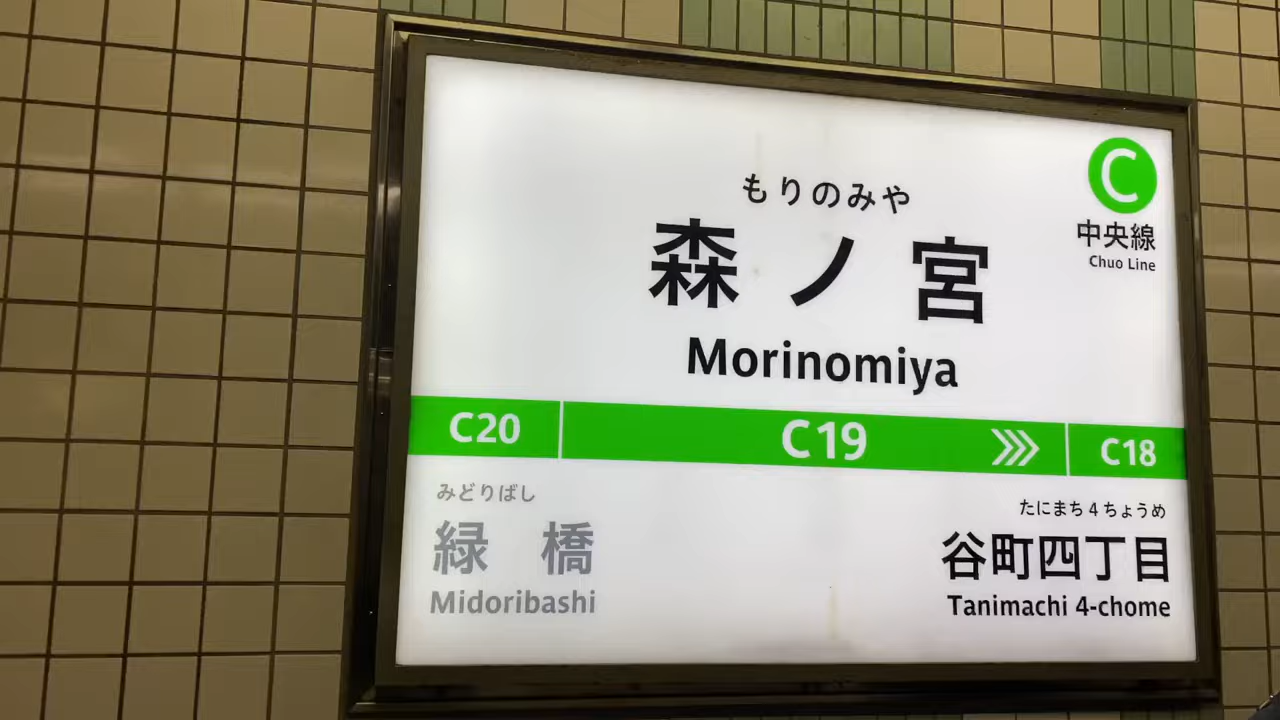 C
中央線
Chuo Line
もりのみや
森ノ宮
Morinomiya
C20
C19
C18
みどりばし
緑橋
Midoribashi
たにまち4ちょうめ
谷町四丁目
Tanimachi 4-chome